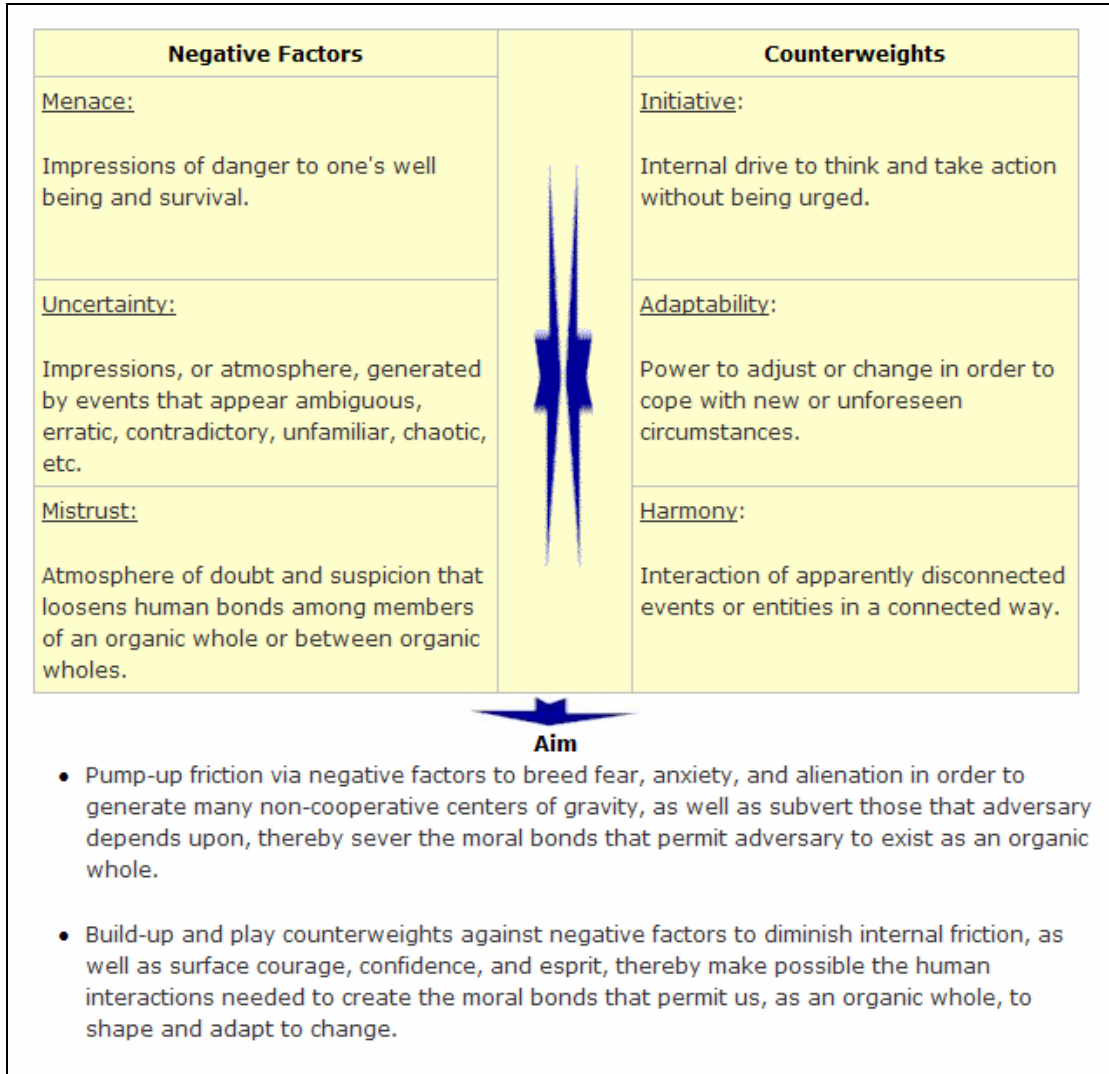 Negative Factors
Counterweights
Menace:
Impressions of danger to one's well
being and survival.
Initiative:
Internal drive to think and take action
without being urged.
Uncertainty:
Impressions, or atmosphere, generated
by events that appear ambiguous,
erratic, contradictory, unfamiliar, chaotic,
etc.
Adaptability:
Power to adjust or change in order to
cope with new or unforeseen
circumstances.
Mistrust:
Atmosphere of doubt and suspicion that
loosens human bonds among members
of an organic whole or between organic
wholes.
Harmony:
Interaction of apparently disconnected
events or entities in a connected way.
Aim
• Pump-up friction via negative factors to breed fear, anxiety, and alienation in order to
generate many non-cooperative centers of gravity, as well as subvert those that adversary
depends upon, thereby sever the moral bonds that permit adversary to exist as an organic
whole.
• Build-up and play counterweights against negative factors to diminish internal friction, as
well as surface courage, confidence, and esprit, thereby make possible the human
interactions needed to create the moral bonds that permit us, as an organic whole, to
shape and adapt to change.